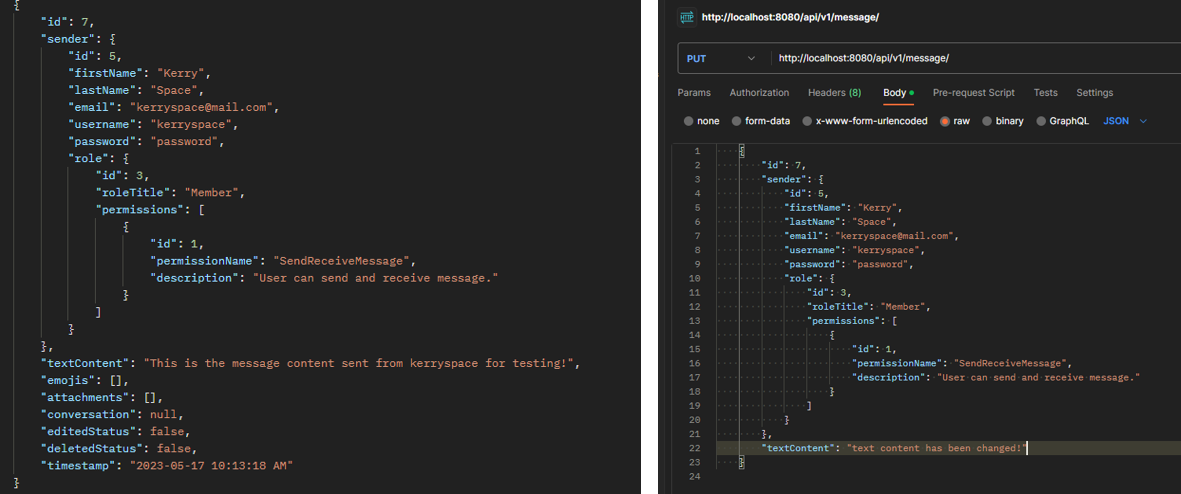 {
"id": 7,
"sender": {
"id": 5,
"firstName": "Kerry",
"lastName": "Space",
"email": "kerryspace@mail.com",
"username": "kerryspace",
"password": "password",
"role": {
"id": 3,
"roleTitle": "Member",
"permissions": [
{
"id": 1,
"permissionName": "SendReceiveMessage",
"description": "User can send and receive message."
}
]
}
},
"textContent": "This is the message content sent from kerryspace for testing!",
"emojis": [],
"attachments": [],
"conversation": null,
"editedStatus": false,
"deletedStatus": false,
"timestamp": "2023-05-17 10:13:18 AM"
}
HTTP http://localhost:8080/api/v1/message/
PUT http://localhost:8080/api/v1/message/
Params Authorization Headers (8) Body Pre-request Script Tests Settings
none form-data x-www-form-urlencoded raw binary GraphQL JSON
1 {
2 "id": 7,
3 "sender": {
4 "id": 5,
5 "firstName": "Kerry",
6 "lastName": "Space",
7 "email": "kerryspace@mail.com",
8 "username": "kerryspace",
9 "password": "password",
10 "role": {
11 "id": 3,
12 "roleTitle": "Member",
13 "permissions": [
14 {
15 "id": 1,
16 "permissionName": "SendReceiveMessage",
17 "description": "User can send and receive message."
18 }
19 ]
20 }
21 },
22 "textContent": "text content has been changed!"
23 }
24